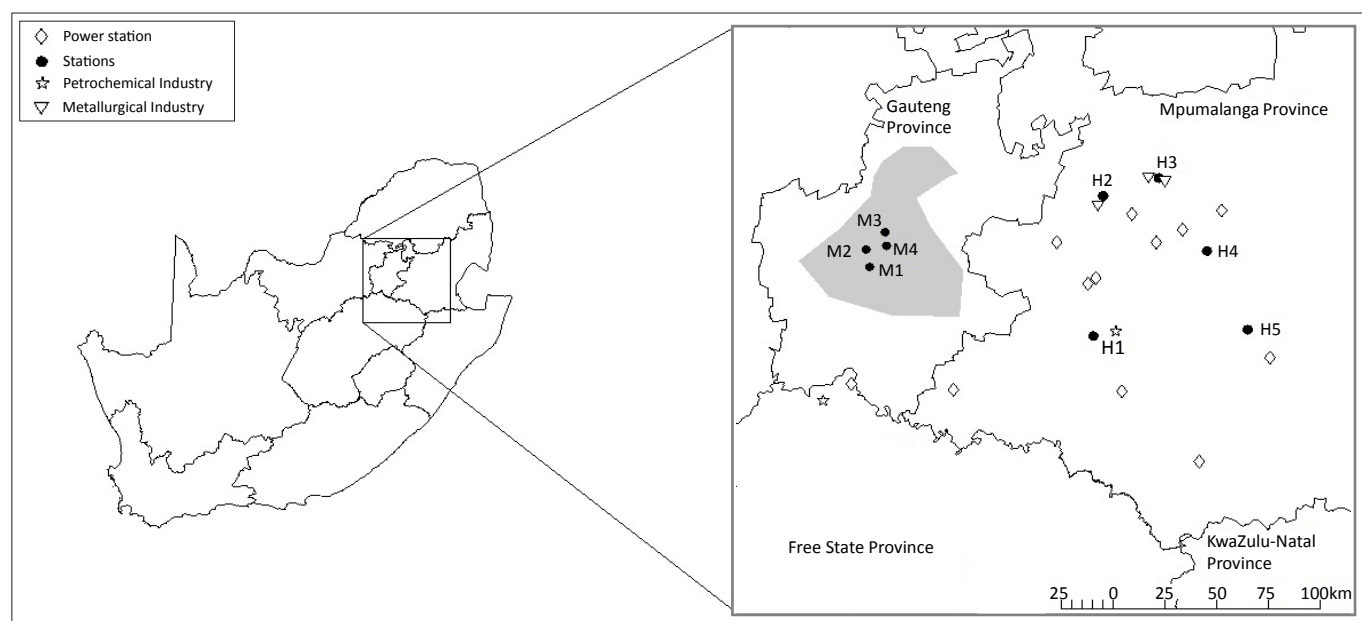 Power station
Stations
Petrochemical Industry
Metallurgical Industry
Gauteng
Province
Mpumalanga Province
H3
H2
M3
M2
M4
H4
M1
H5
H1
Free State Province
KwaZulu-Natal
Province
25 0 25 50 75 100km